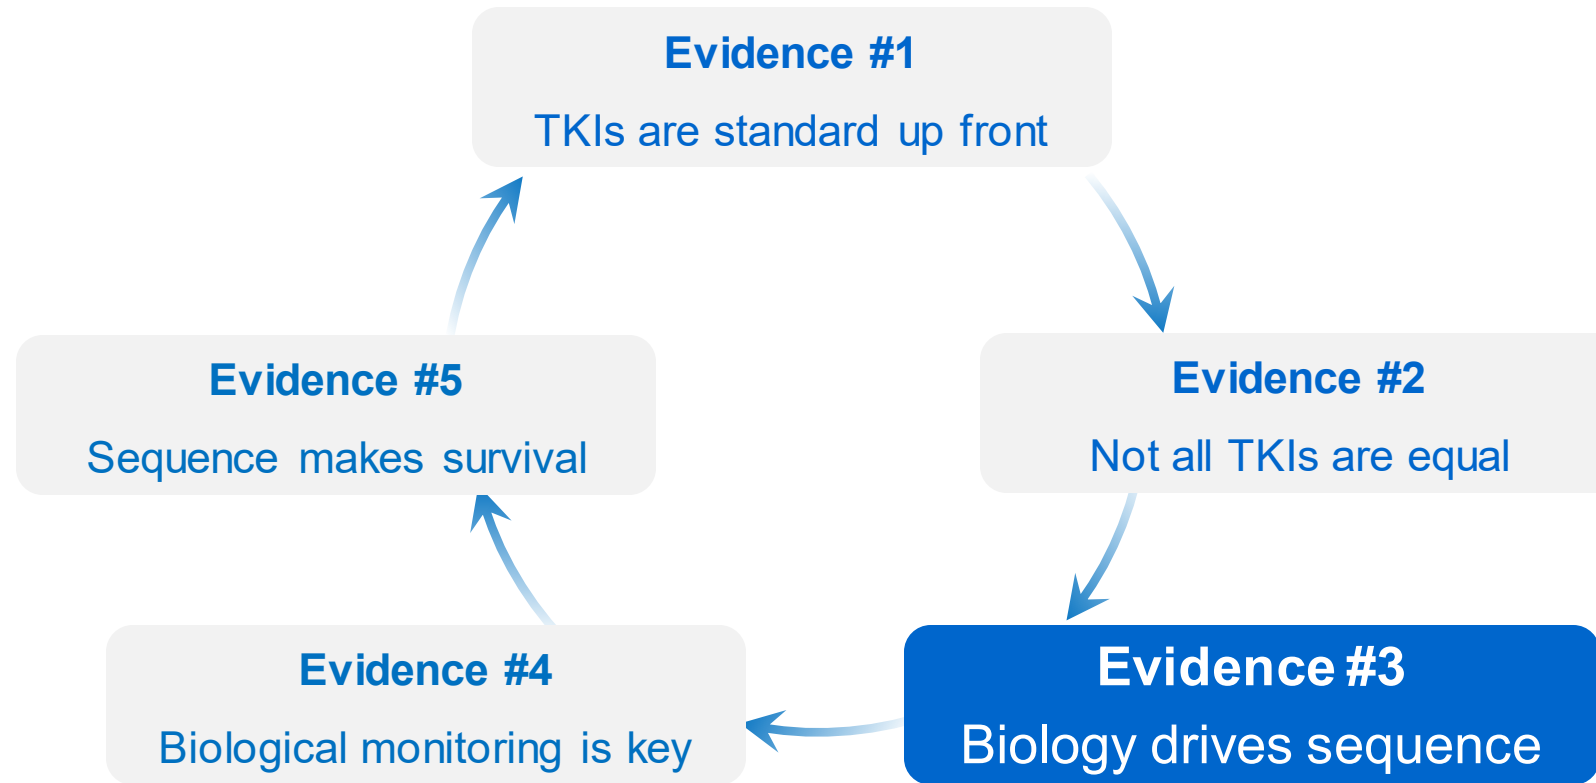 Evidence #1
TKIs are standard up front
Evidence #2
Not all TKIs are equal
Evidence #3
Biology drives sequence
Evidence #4
Biological monitoring is key
Evidence #5
Sequence makes survival